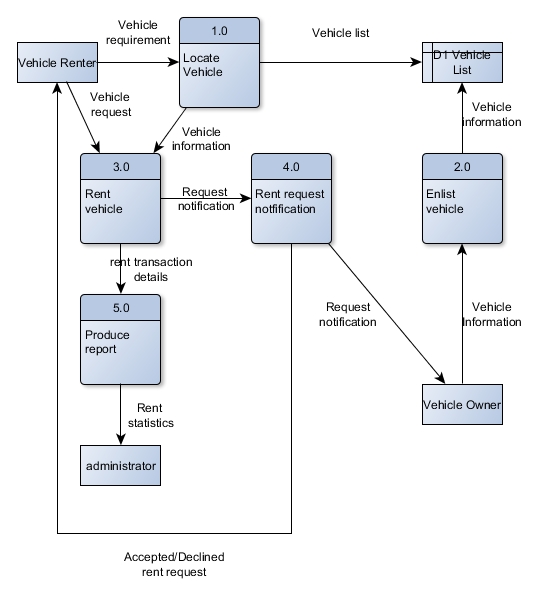 Vehicle
requirement
1.0
Vehicle list
Vehicle Renter
Locate
Vehicle
D1 Vehicle
List
Vehicle
request
Vehicle
information
Vehicle
information
3.0
4.0
2.0
Rent
vehicle
Request
notification
Rent request
notfification
Enlist
vehicle
rent transaction
details
5.0
Produce
report
Request
notification
Vehicle
Information
Rent
statistics
Vehicle Owner
administrator
Accepted/Declined
rent request